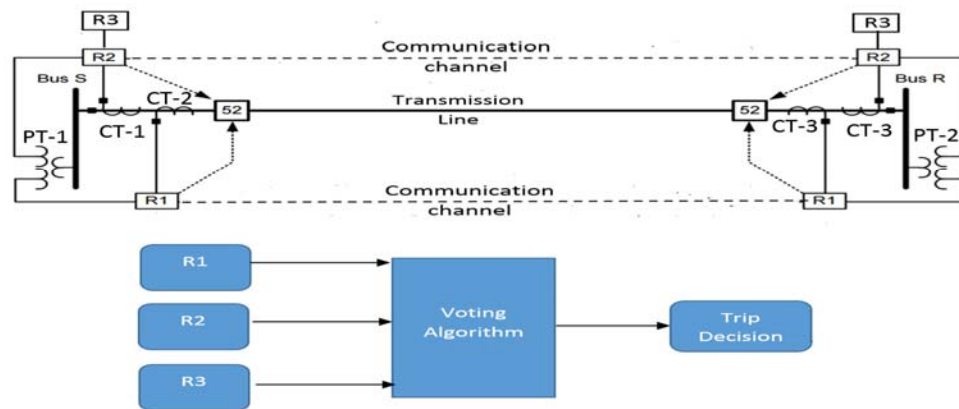 R3
R3
R2
Communication
channel
R2
Bus S
Bus R
CT-2
52
Transmission
Line
52
PT-1
CT-1
CT-3
CT-3
PT-2
R1
Communication
channel
R1
R1
R2
R3
Voting
Algorithm
Trip
Decision